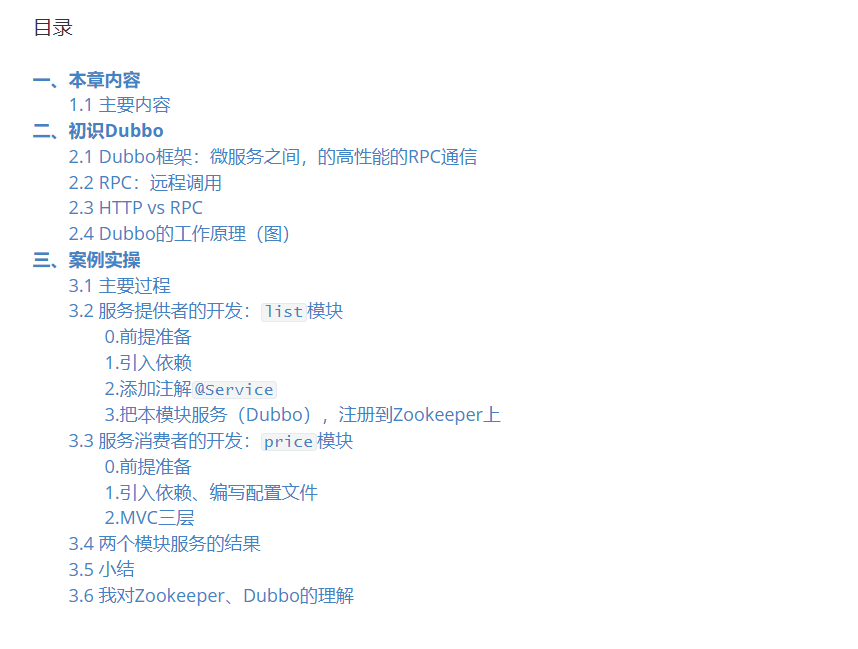 目录
一、本章内容
1.1 主要内容
二、初识Dubbo
2.1 Dubbo框架：微服务之间，的高性能的RPC通信
2.2 RPC：远程调用
2.3 HTTP vs RPC
2.4 Dubbo的工作原理（图）
三、案例实操
3.1 主要过程
3.2 服务提供者的开发：list模块
0.前提准备
1.引入依赖
2.添加注解@Service
3.把本模块服务（Dubbo），注册到Zookeeper上
3.3 服务消费者的开发：price模块
0.前提准备
1.引入依赖、编写配置文件
2.MVC三层
3.4 两个模块服务的结果
3.5 小结
3.6 我对Zookeeper、Dubbo的理解